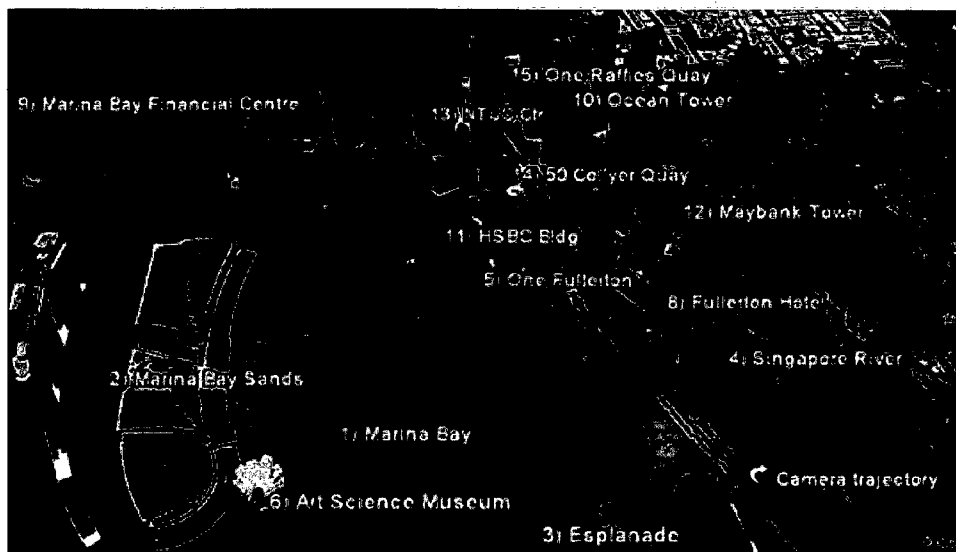 15) One Raffles Quay
9) Marina Bay Financial Centre
10) Ocean Tower
13) NTUC Ctr
14) 50 Collyer Quay
12) Maybank Tower
11) HSBC Bldg
5) One Fullerton
8) Fullerton Hotel
4) Singapore River
2) Marina Bay Sands
1) Marina Bay
Camera trajectory
6) Art Science Museum
3) Esplanade